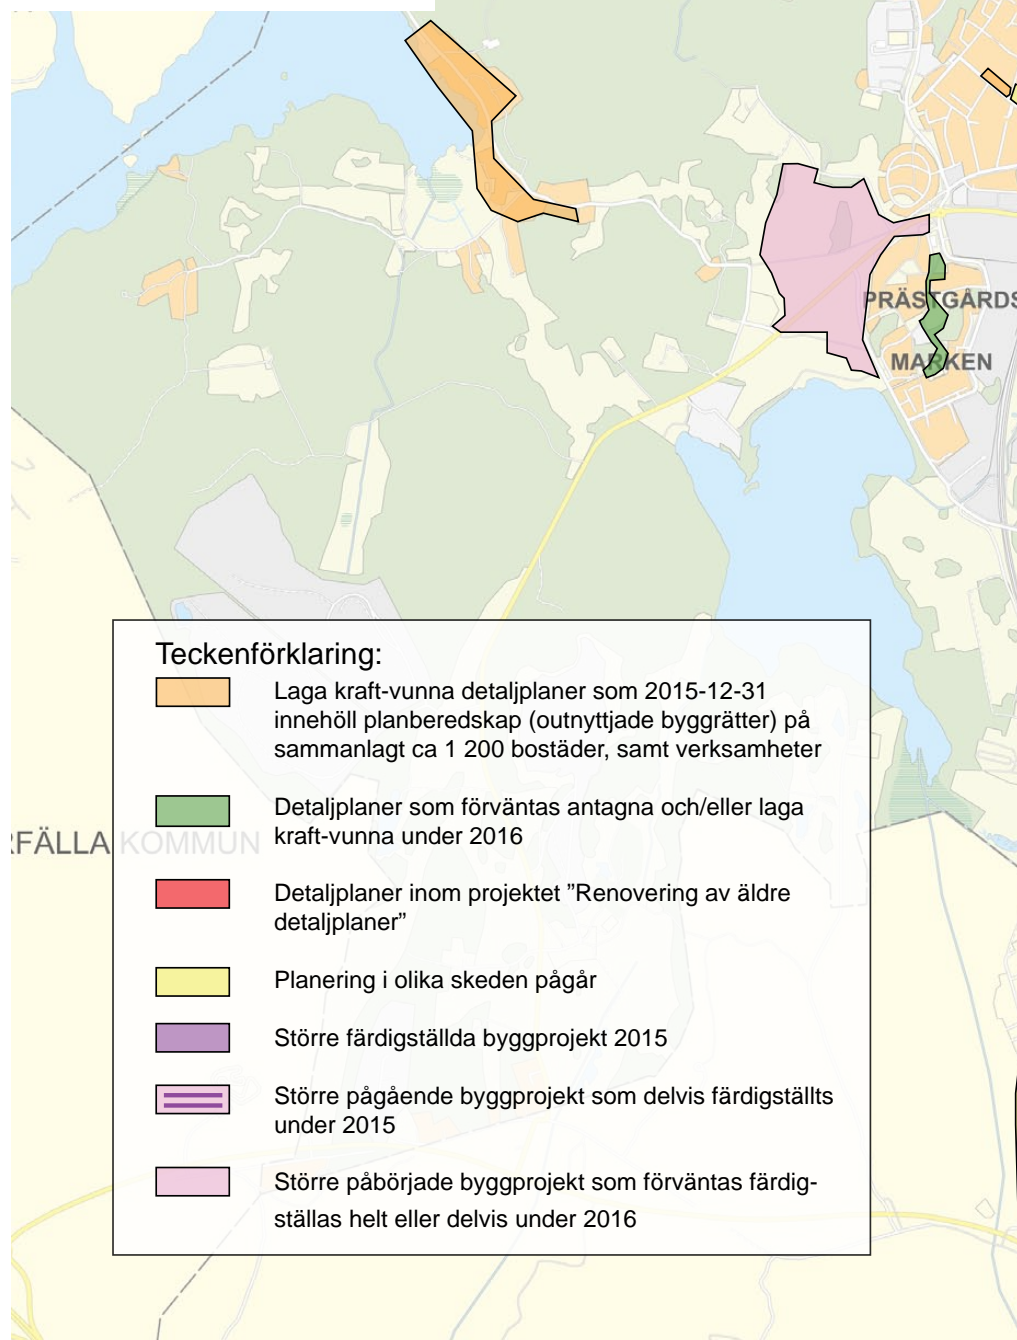 PRÄSTGÅRDS
MARKEN
Teckenförklaring:
Laga kraft-vunna detaljplaner som 2015-12-31
innehöll planberedskap (outnyttjade byggrätter) på
sammanlagt ca 1 200 bostäder, samt verksamheter
Detaljplaner som förväntas antagna och/eller laga
kraft-vunna under 2016
RFÄLLA KOMMUN
Detaljplaner inom projektet ”Renovering av äldre
detaljplaner”
Planering i olika skeden pågår
Större färdigställda byggprojekt 2015
Större pågående byggprojekt som delvis färdigställts
under 2015
Större påbörjade byggprojekt som förväntas färdig-
ställas helt eller delvis under 2016